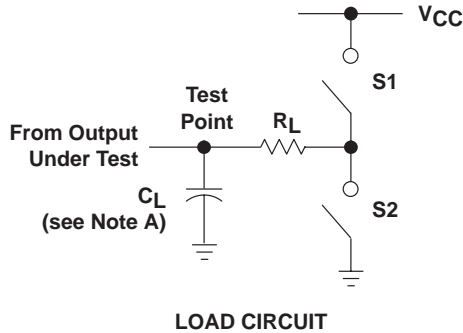 VCC
S1
Test
Point
RL
From Output
Under Test
CL
(see Note A)
S2
LOAD CIRCUIT